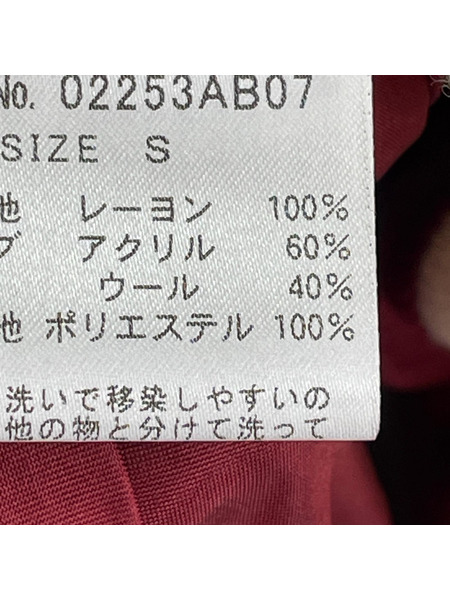 No. 02253AB07
SIZE S
地 レーヨン 100%
グ アクリル 60%
ウール 40%
地 ポリエステル 100%
洗いで移染しやすいの
他の物と分けて洗って